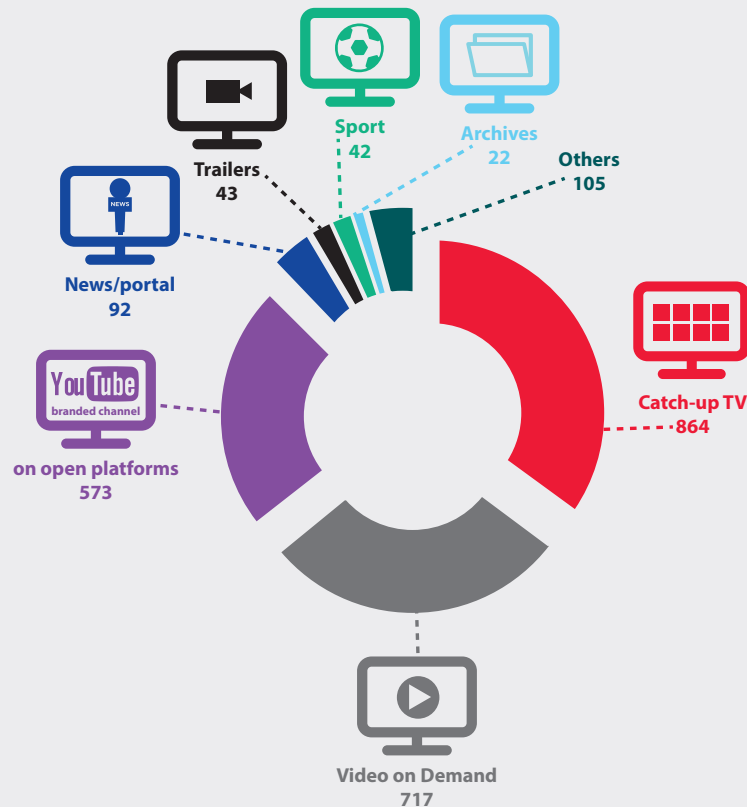 Sport
42
Archives
22
Trailers
43
Others
105
NEWS
News/portal
92
YouTube
branded channel
on open platforms
573
Catch-up TV
864
Video on Demand
717